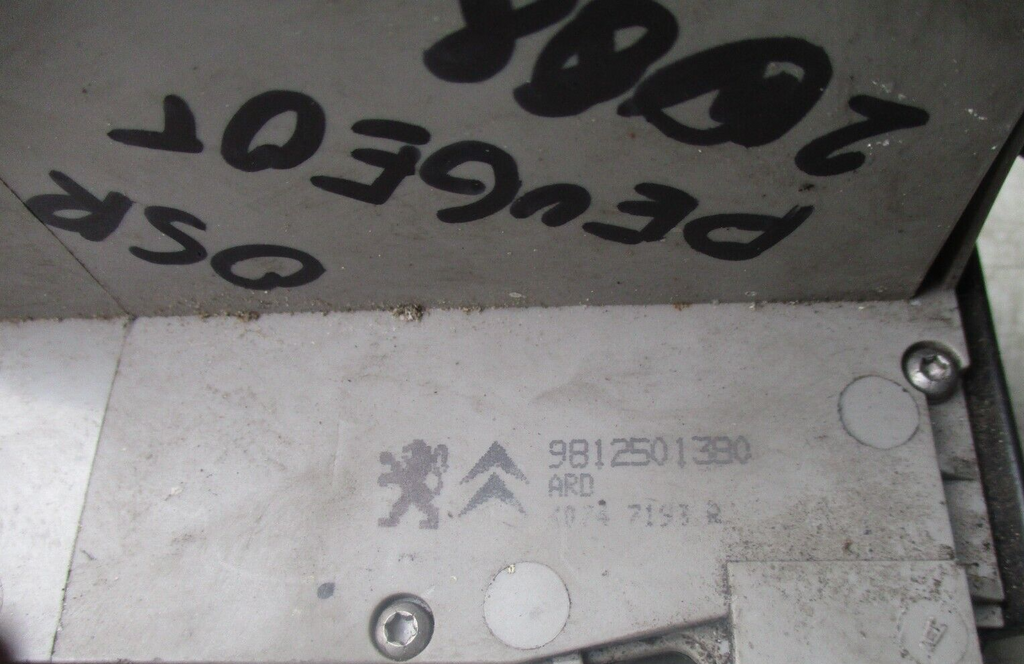 2008
PEUGEOT
OSR
9812501380
ARD
7193 R